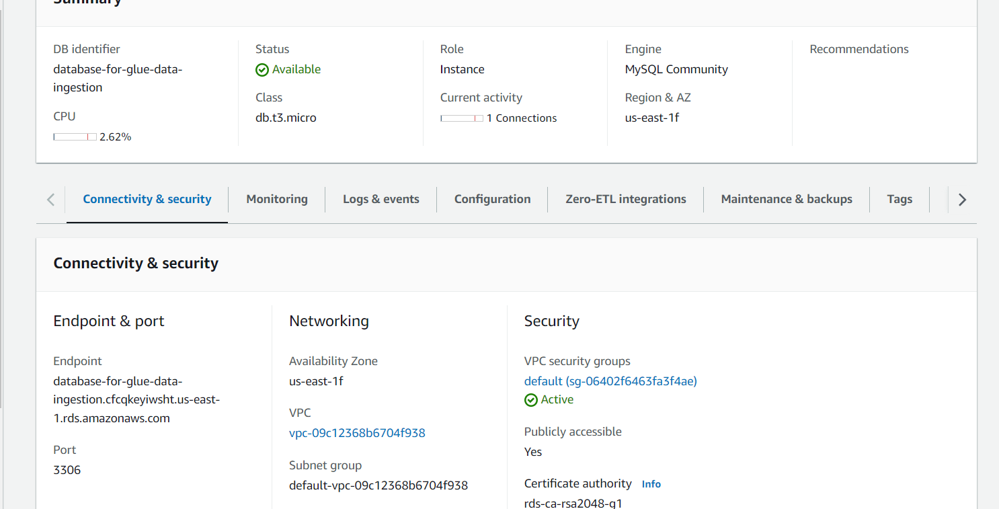 Summary
DB identifier
database-for-glue-data-
ingestion
CPU
2.62%
Status
Available
Class
db.t3.micro
Role
Instance
Current activity
1 Connections
Engine
MySQL Community
Region & AZ
us-east-1f
Recommendations
Connectivity & security
Monitoring
Logs & events
Configuration
Zero-ETL integrations
Maintenance & backups
Tags
Connectivity & security
Endpoint & port
Endpoint
database-for-glue-data-
ingestion.cfcqkeyiwsht.us-east-
1.rds.amazonaws.com
Port
3306
Networking
Availability Zone
us-east-1f
VPC
vpc-09c12368b6704f938
Subnet group
default-vpc-09c12368b6704f938
Security
VPC security groups
default (sg-06402f6463fa3f4ae)
Active
Publicly accessible
Yes
Certificate authority Info
rds-ca-rsa2048-g1